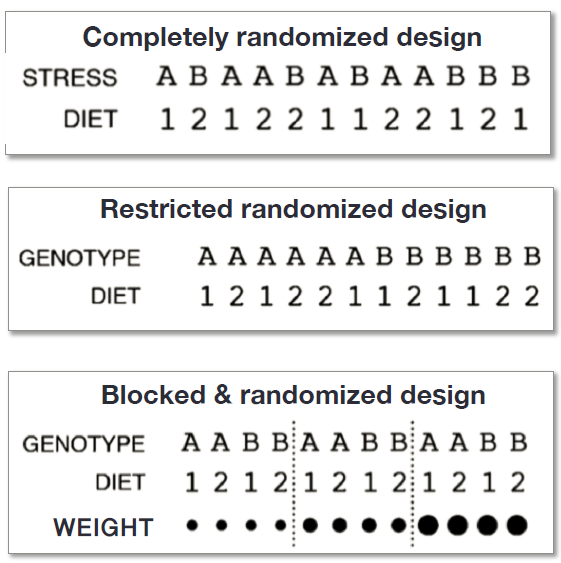 Completely randomized design
STRESS A B A A B A B A A B B B
DIET 1 2 1 2 2 1 1 2 2 1 2 1
Restricted randomized design
GENOTYPE A A A A A A B B B B B B
DIET 1 2 1 2 2 1 1 2 1 1 2 2
Blocked & randomized design
GENOTYPE A A B B A A B B A A B B
DIET 1 2 1 2 1 2 1 2 1 2 1 2
WEIGHT